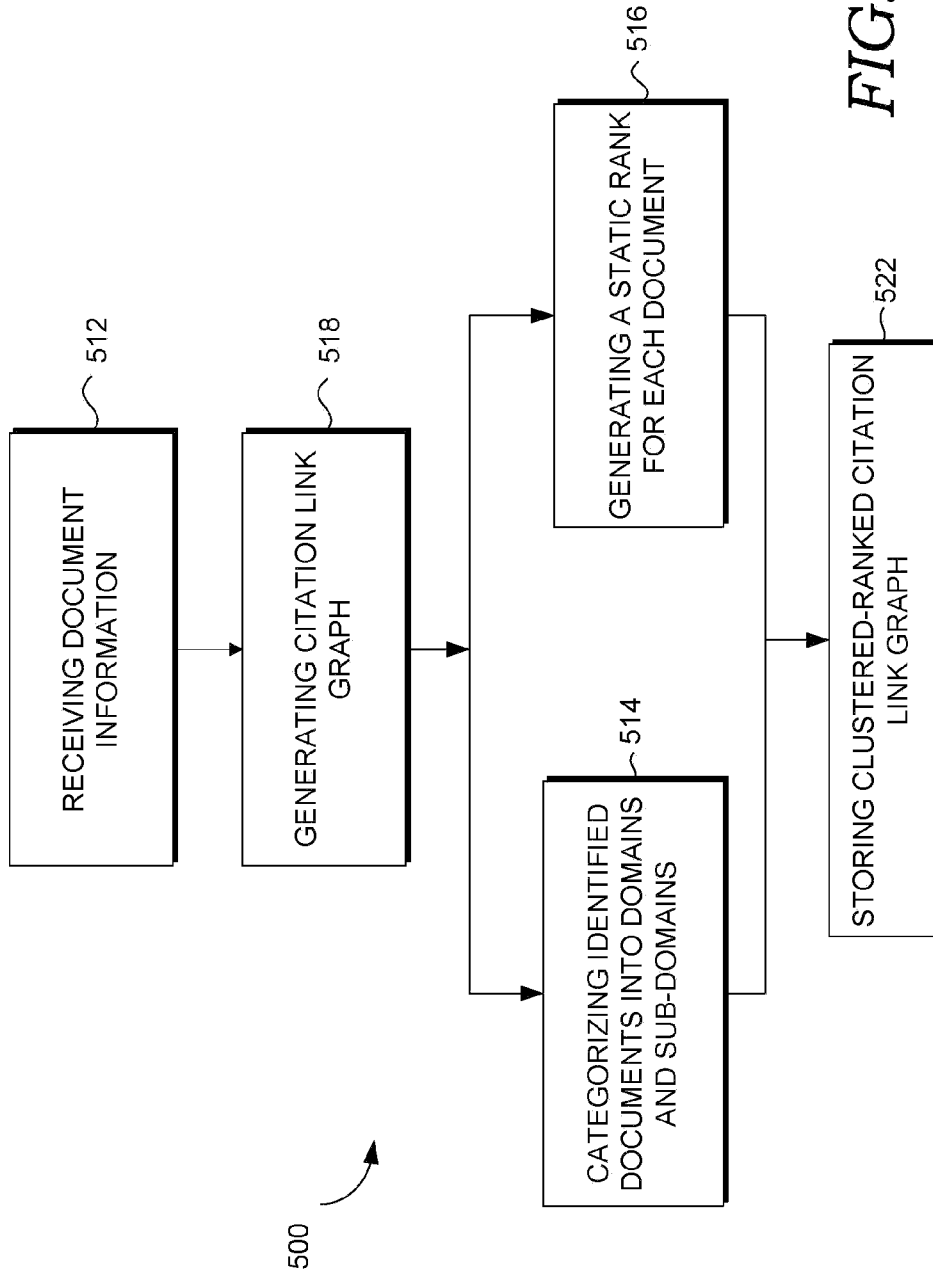 500
RECEIVING DOCUMENT
INFORMATION
512
GENERATING CITATION LINK
GRAPH
518
CATEGORIZING IDENTIFIED
DOCUMENTS INTO DOMAINS
AND SUB-DOMAINS
514
GENERATING A STATIC RANK
FOR EACH DOCUMENT
516
STORING CLUSTERED-RANKED CITATION
LINK GRAPH
522
FIG.